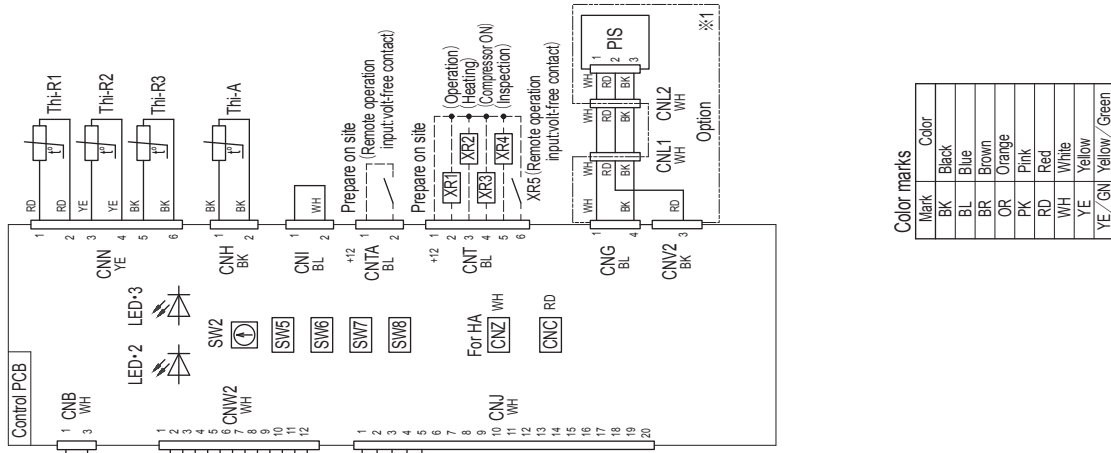 Control PCB
CNB
WH
1
3
CNW2
WH
1
2
3
4
5
6
7
8
9
10
11
12
CNJ
WH
1
2
3
4
5
6
7
8
9
10
11
12
13
14
15
16
17
18
19
20
LED•2
LED•3
SW2
SW5
SW6
SW7
SW8
For HA
CNZ WH
CNC RD
CNN
YE
1 RD
2 RD
3 YE
4 YE
5 BK
6 BK
t°
Thi-R1
t°
Thi-R2
t°
Thi-R3
CNH
BK
1 BK
2 BK
t°
Thi-A
CNI
BL
1
2
WH
CNTA
BL
+12
1
2
Prepare on site
(Remote operation
input:volt-free contact)
CNT
BL
+12
1
2
3
4
5
6
Prepare on site
XR1
XR2
XR3
XR4
(Operation)
(Heating)
(Compressor ON)
(Inspection)
XR5 (Remote operation
input:volt-free contact)
CNG
BL
1 WH
4 BK
CNV2
BK
3 RD
WH
RD
BK
CNL1
WH
WH
RD
BK
CNL2
WH
WH
RD
BK
1
2
3
PIS
Option
※1
Color marks
Mark Color
BK Black
BL Blue
BR Brown
OR Orange
PK Pink
RD Red
WH White
YE Yellow
YE/GN Yellow/Green